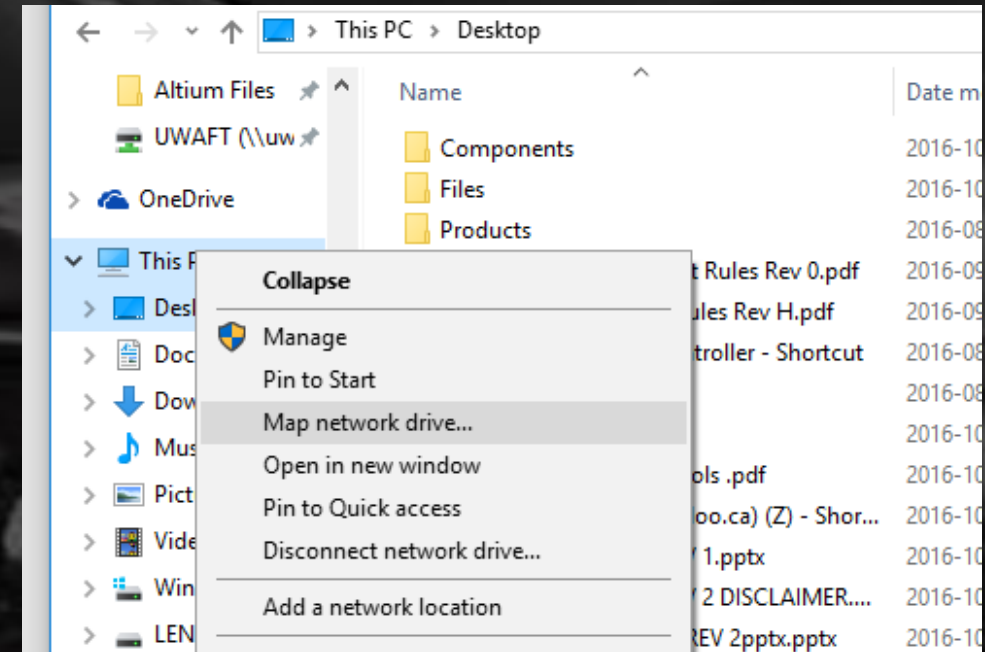 This PC > Desktop
Altium Files
UWAFT (\\uw
OneDrive
This P
Desl
Doc
Dow
Mus
Pict
Vide
Win
LEN
Name
Date m
Components
2016-10
Files
2016-10
Products
2016-08
t Rules Rev 0.pdf
2016-09
ules Rev H.pdf
2016-09
troller - Shortcut
2016-08
2016-08
2016-10
ols .pdf
2016-10
oo.ca) (Z) - Shor...
2016-10
1.pptx
2016-10
2 DISCLAIMER....
2016-10
REV 2pptx.pptx
2016-10
Collapse
Manage
Pin to Start
Map network drive...
Open in new window
Pin to Quick access
Disconnect network drive...
Add a network location